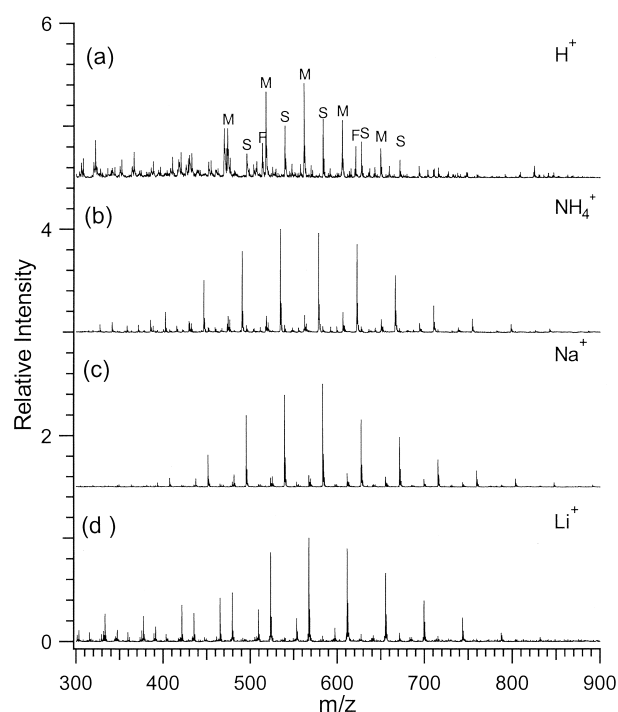 6
(a)
H+
M
M
M
S
F
S
S
M
F
S
M
S
(b)
NH4+
4
Relative Intensity
(c)
Na+
2
(d )
Li+
0
300 400 500 600 700 800 900
m/z